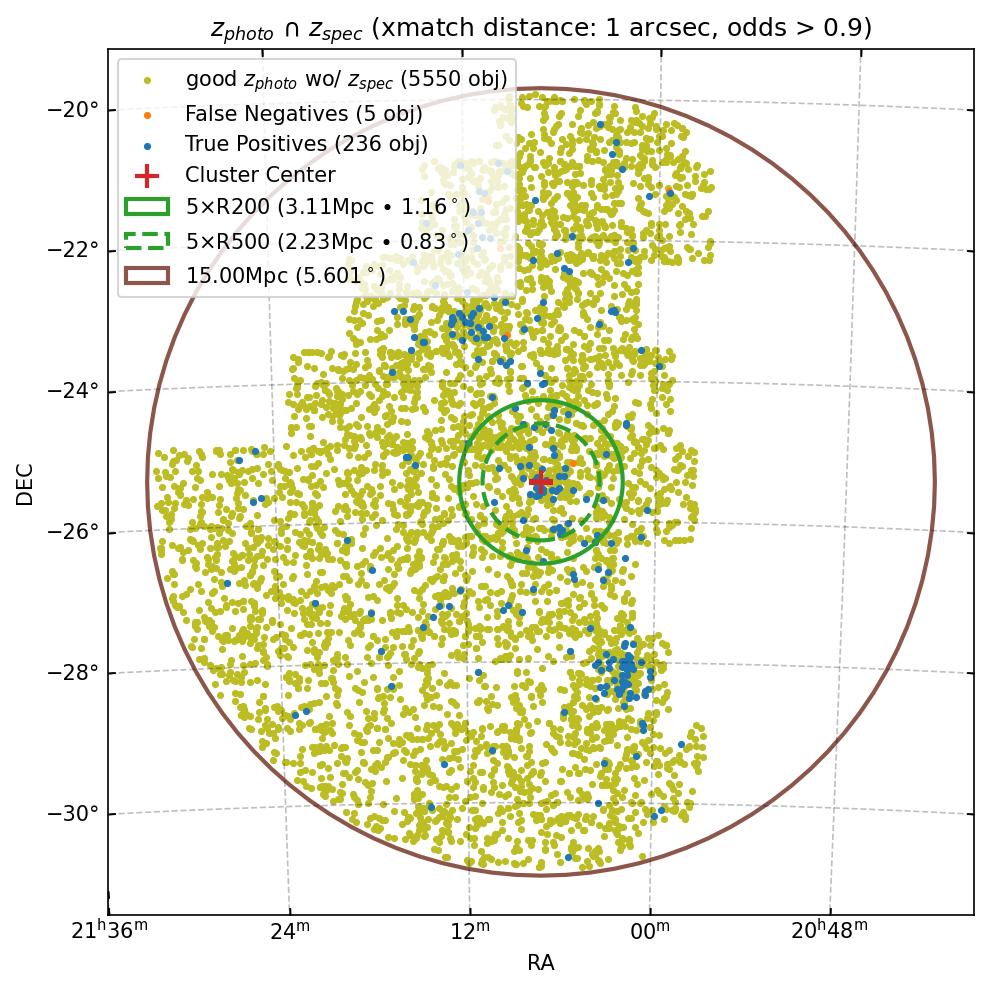 z_photo ∩ z_spec (xmatch distance: 1 arcsec, odds > 0.9)
good z_photo wo/ z_spec (5550 obj)
False Negatives (5 obj)
True Positives (236 obj)
Cluster Center
5×R200 (3.11Mpc • 1.16°)
5×R500 (2.23Mpc • 0.83°)
15.00Mpc (5.601°)
DEC
−20°
−22°
−24°
−26°
−28°
−30°
21ʰ36ᵐ 24ᵐ 12ᵐ 00ᵐ 20ʰ48ᵐ
RA